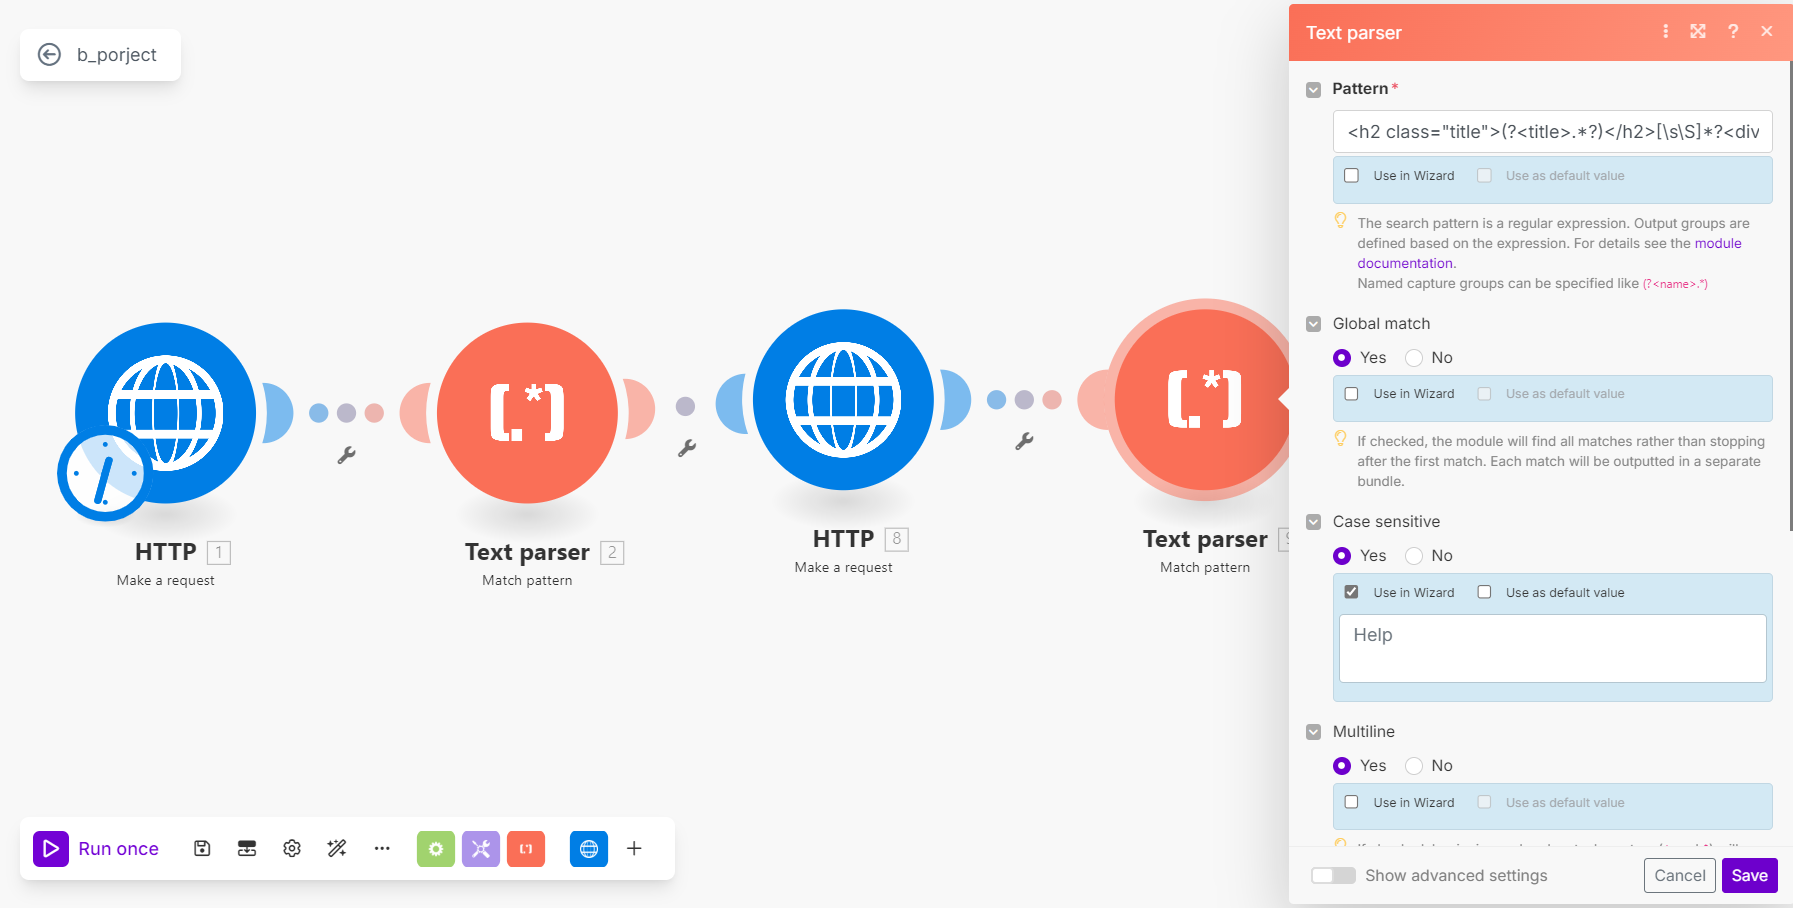 b_porject
HTTP 1
Make a request
Text parser 2
Match pattern
HTTP 8
Make a request
Text parser
Match pattern
Run once
Text parser
?
Pattern *
<h2 class="title">(?<title>.*?)</h2>[\s\S]*?<div
Use in Wizard Use as default value
The search pattern is a regular expression. Output groups are
defined based on the expression. For details see the module
documentation.
Named capture groups can be specified like (?<name>.*)
Global match
Yes No
Use in Wizard Use as default value
If checked, the module will find all matches rather than stopping
after the first match. Each match will be outputted in a separate
bundle.
Case sensitive
Yes No
Use in Wizard Use as default value
Help
Multiline
Yes No
Use in Wizard Use as default value
Show advanced settings
Cancel Save